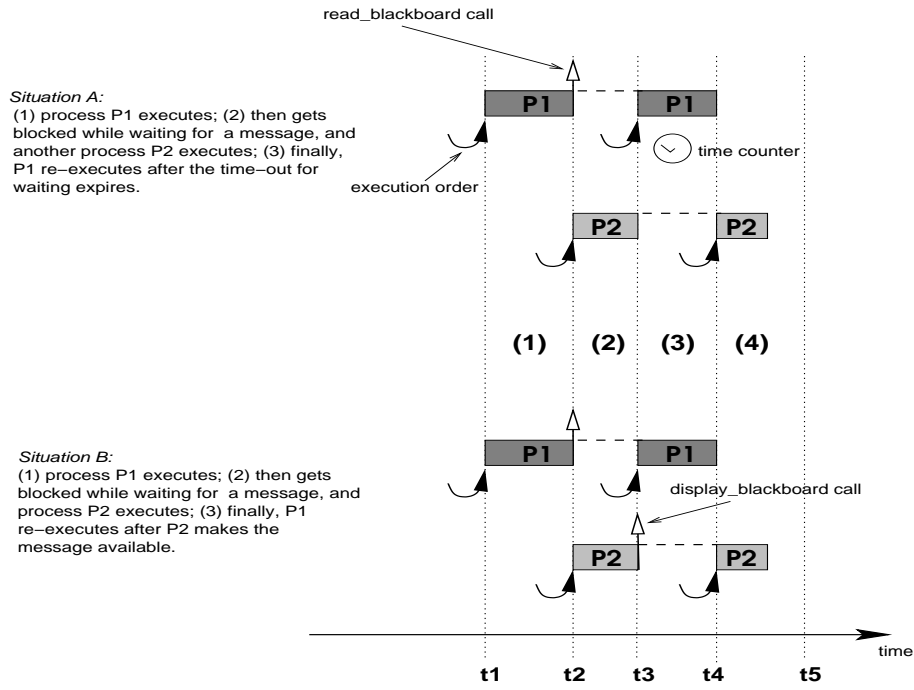 read_blackboard call
Situation A:
(1) process P1 executes; (2) then gets
blocked while waiting for a message, and
another process P2 executes; (3) finally,
P1 re-executes after the time-out for
waiting expires.
P1
P1
execution order
time counter
P2
P2
(1)
(2)
(3)
(4)
Situation B:
(1) process P1 executes; (2) then gets
blocked while waiting for a message, and
process P2 executes; (3) finally, P1
re-executes after P2 makes the
message available.
P1
P1
display_blackboard call
P2
P2
time
t1
t2
t3
t4
t5